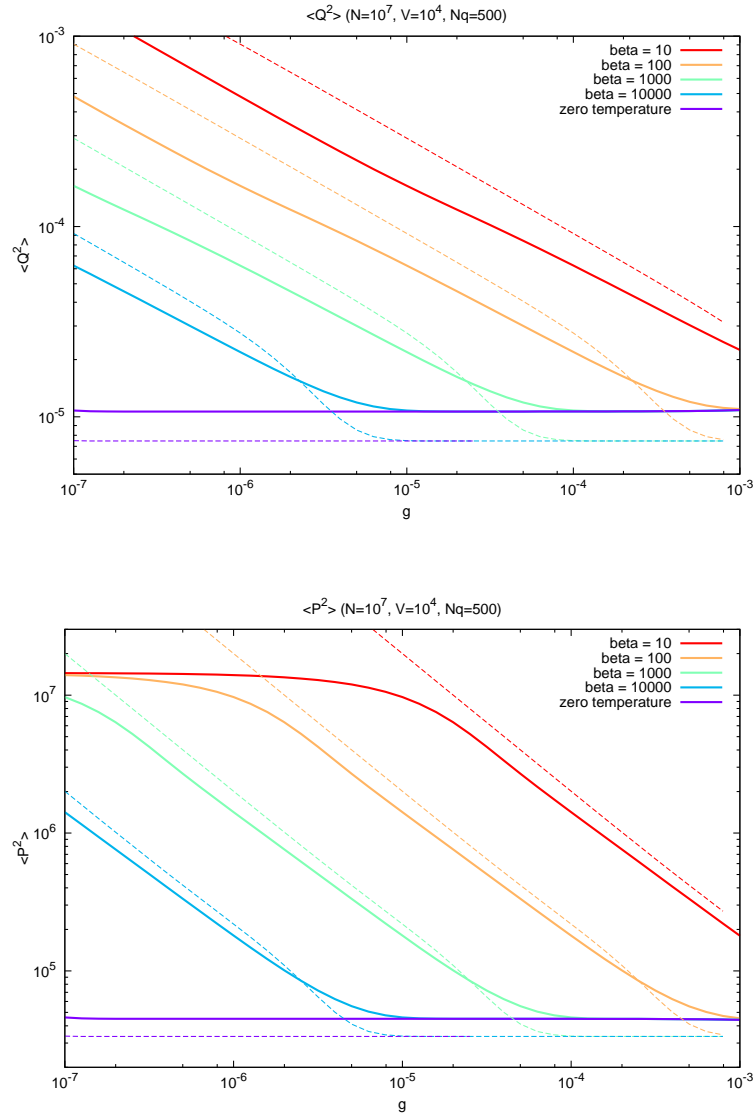 <Q²> (N=10⁷, V=10⁴, Nq=500)
10⁻³
beta = 10
beta = 100
beta = 1000
beta = 10000
zero temperature
10⁻⁴
<Q²>
10⁻⁵
10⁻⁷ 10⁻⁶ 10⁻⁵ 10⁻⁴ 10⁻³
g
<P²> (N=10⁷, V=10⁴, Nq=500)
beta = 10
beta = 100
beta = 1000
beta = 10000
zero temperature
10⁷
10⁶
<P²>
10⁵
10⁻⁷ 10⁻⁶ 10⁻⁵ 10⁻⁴ 10⁻³
g